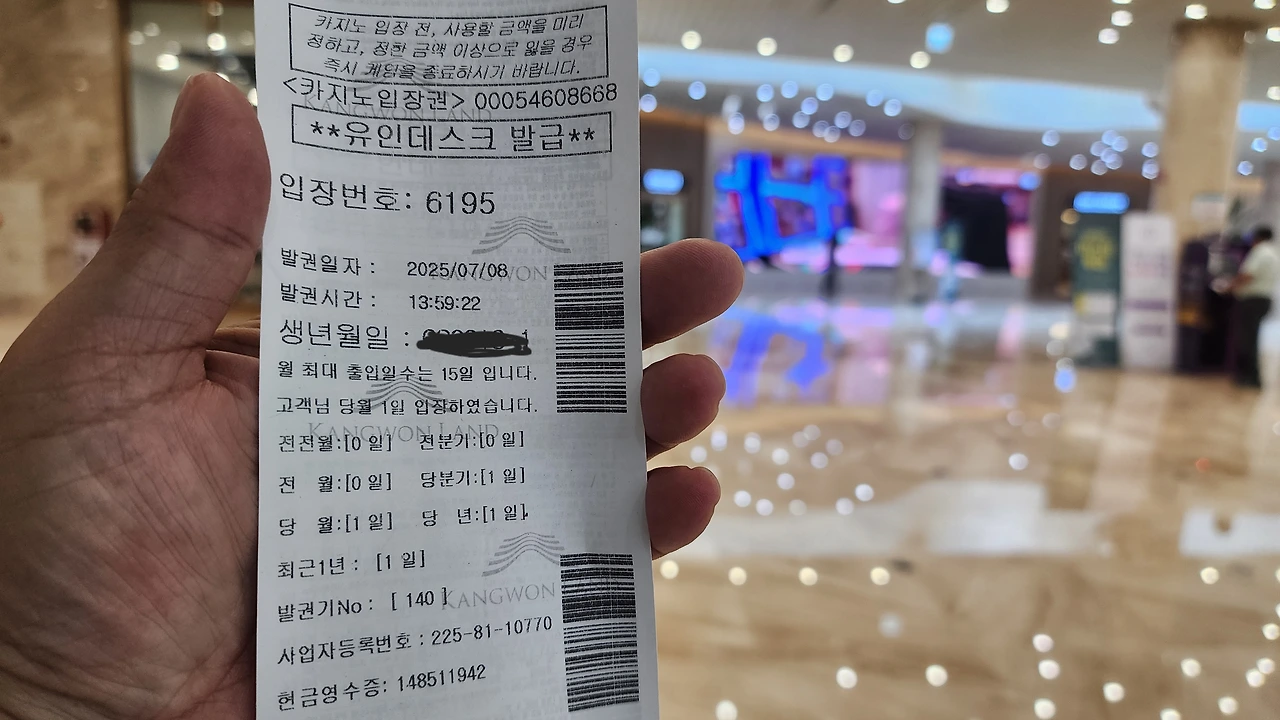 카지노 입장 전, 사용할 금액을 미리
정하고, 정한 금액 이상으로 잃을 경우
즉시 게임을 종료하시기 바랍니다.
<카지노입장권> 00054608668
KANGWON LAND
**유인데스크 발급**
입장번호: 6195
발권일자 : 2025/07/08
KANGWON
발권시간 : 13:59:22
생년월일 :
월 최대 출입일수는 15일 입니다.
고객님 당월 1일 입장하였습니다.
KANGWON LAND
전전월:[0 일] 전분기:[0 일]
전 월:[0 일] 당분기:[1 일]
당 월:[1 일] 당 년:[1 일]
최근1년 : [1 일]
발권기No : [ 140 ]
KANGWON
사업자등록번호 : 225-81-10770
현금영수증: 148511942